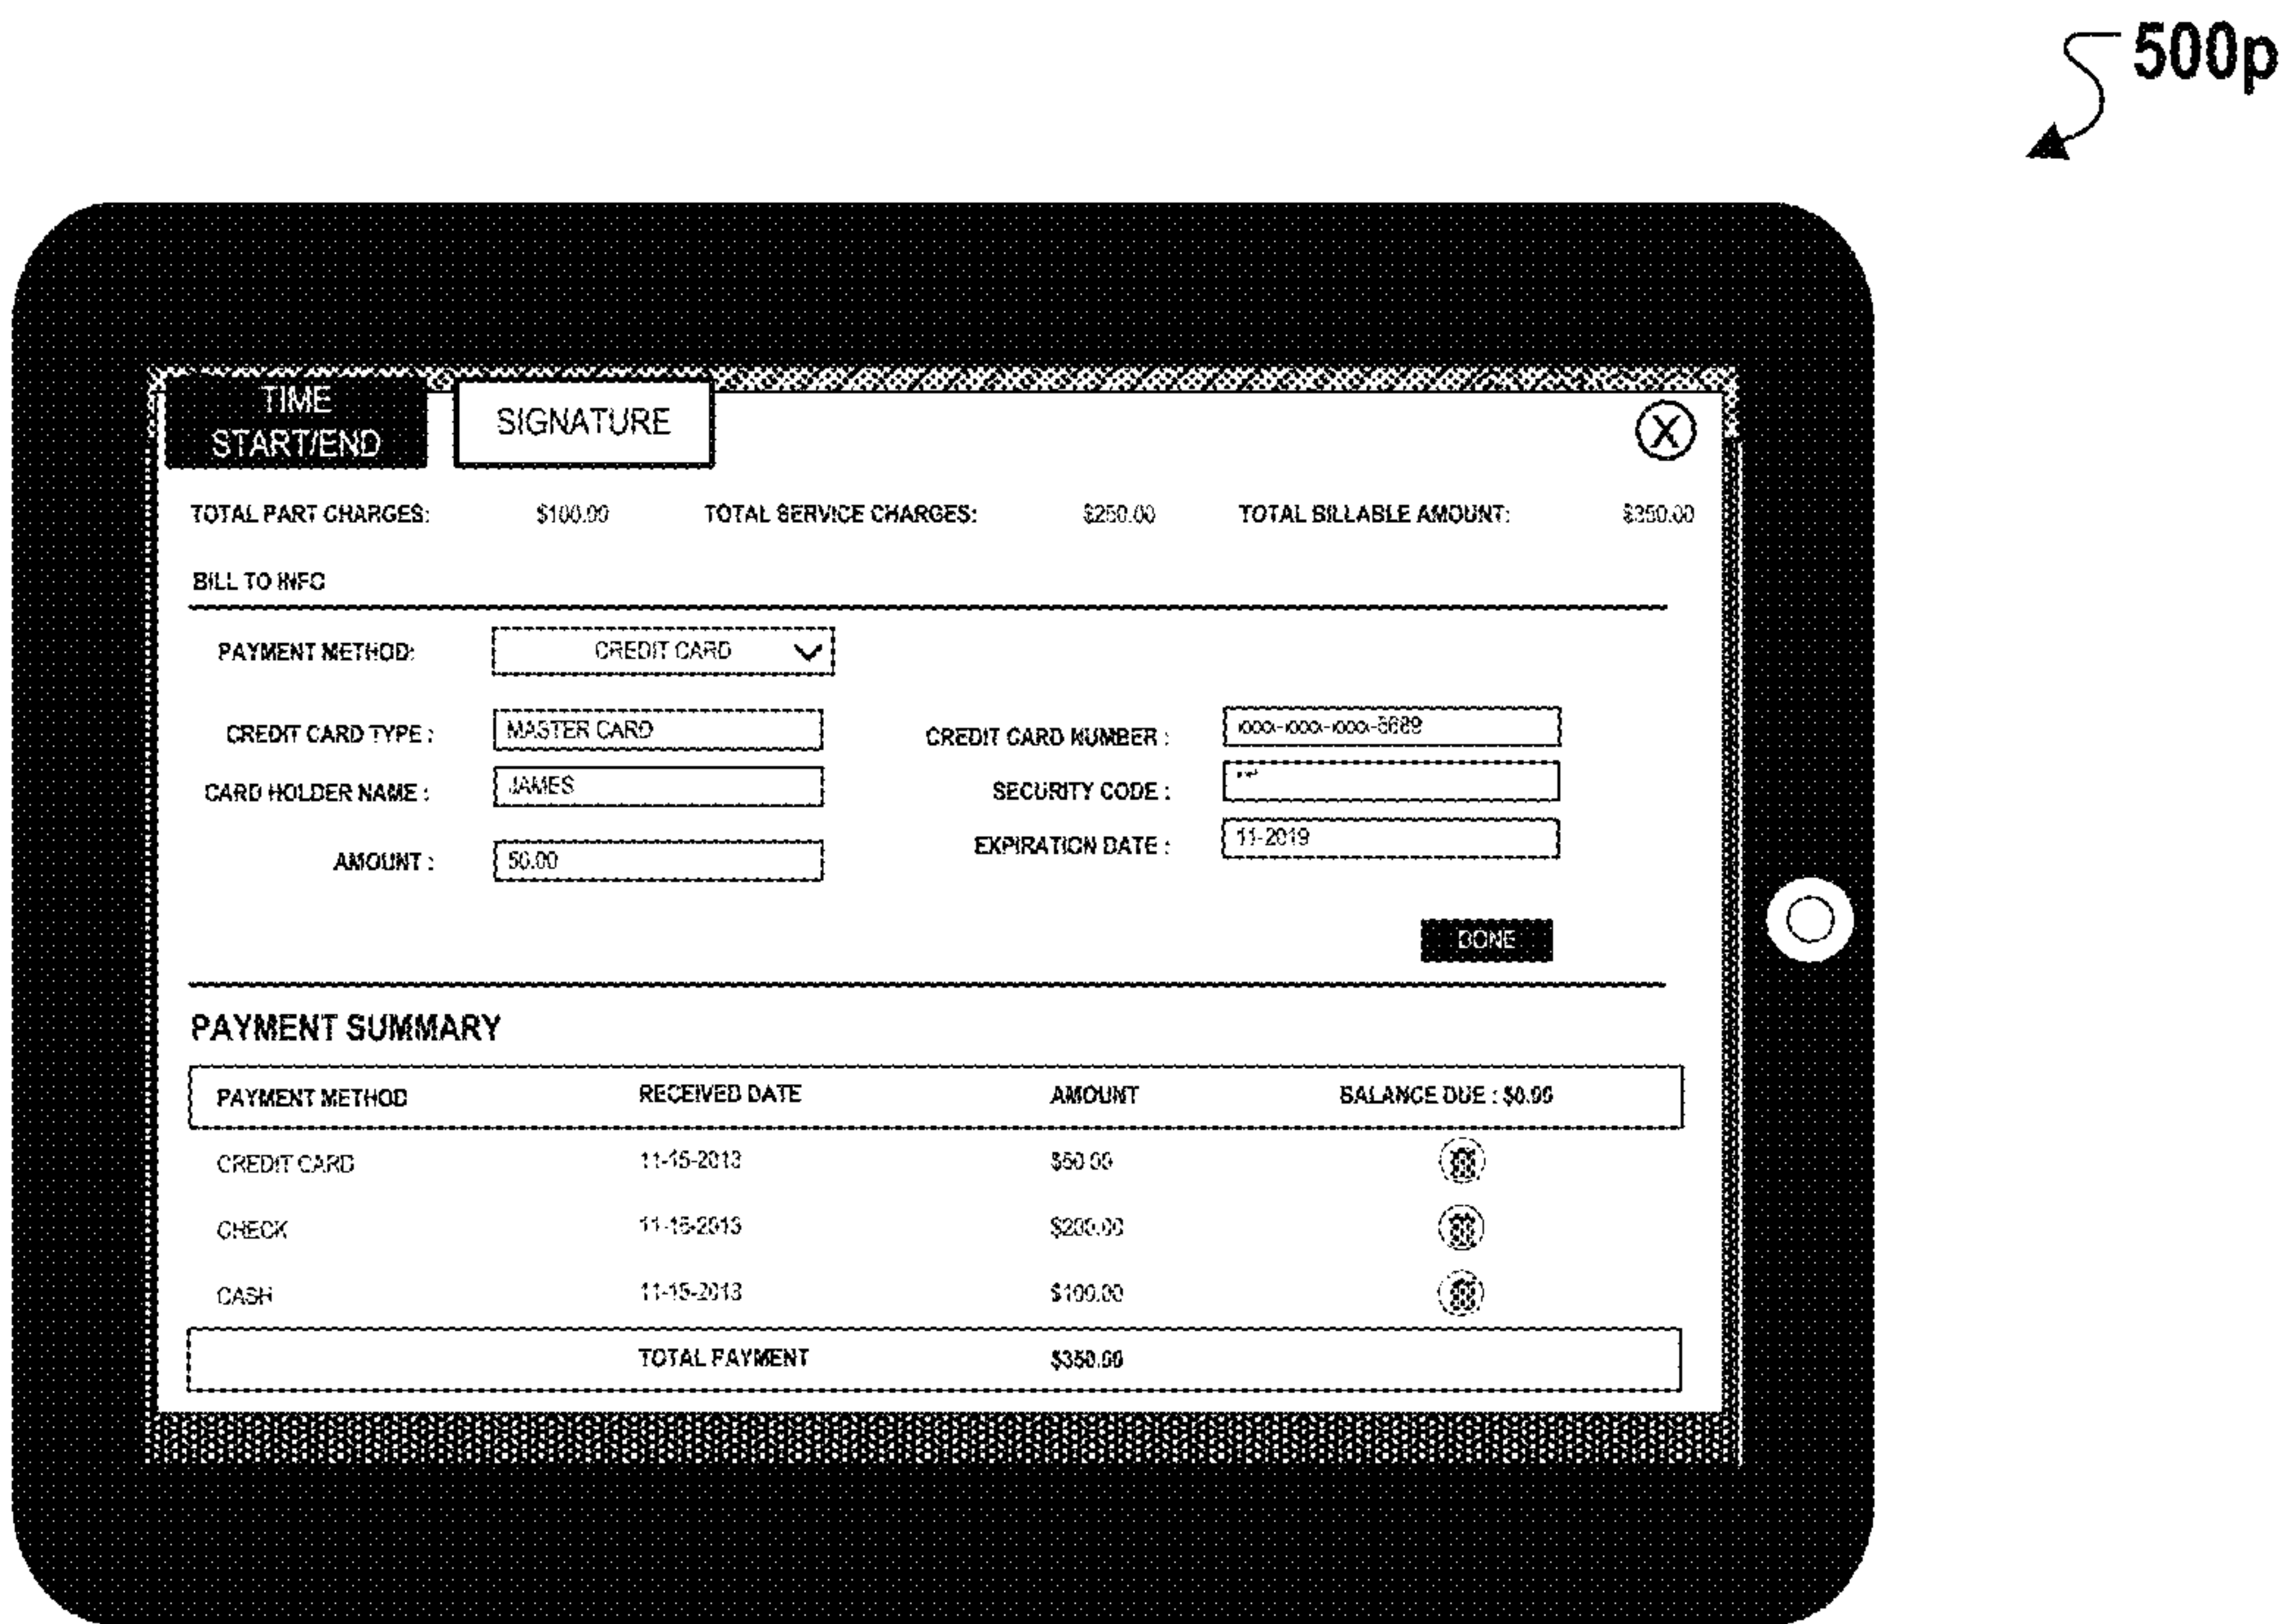 500p
TIME
START/END
SIGNATURE
X
TOTAL PART CHARGES: $100.00 TOTAL SERVICE CHARGES: $250.00 TOTAL BILLABLE AMOUNT: $350.00
BILL TO INFO
PAYMENT METHOD: CREDIT CARD
CREDIT CARD TYPE : MASTER CARD CREDIT CARD NUMBER :
CARD HOLDER NAME : JAMES SECURITY CODE : ***
AMOUNT : 50.00 EXPIRATION DATE : 11-2019
DONE
PAYMENT SUMMARY
PAYMENT METHOD RECEIVED DATE AMOUNT BALANCE DUE : $0.00
CREDIT CARD 11-15-2013 $50.00
CHECK 11-15-2013 $200.00
CASH 11-15-2013 $100.00
TOTAL PAYMENT $350.00